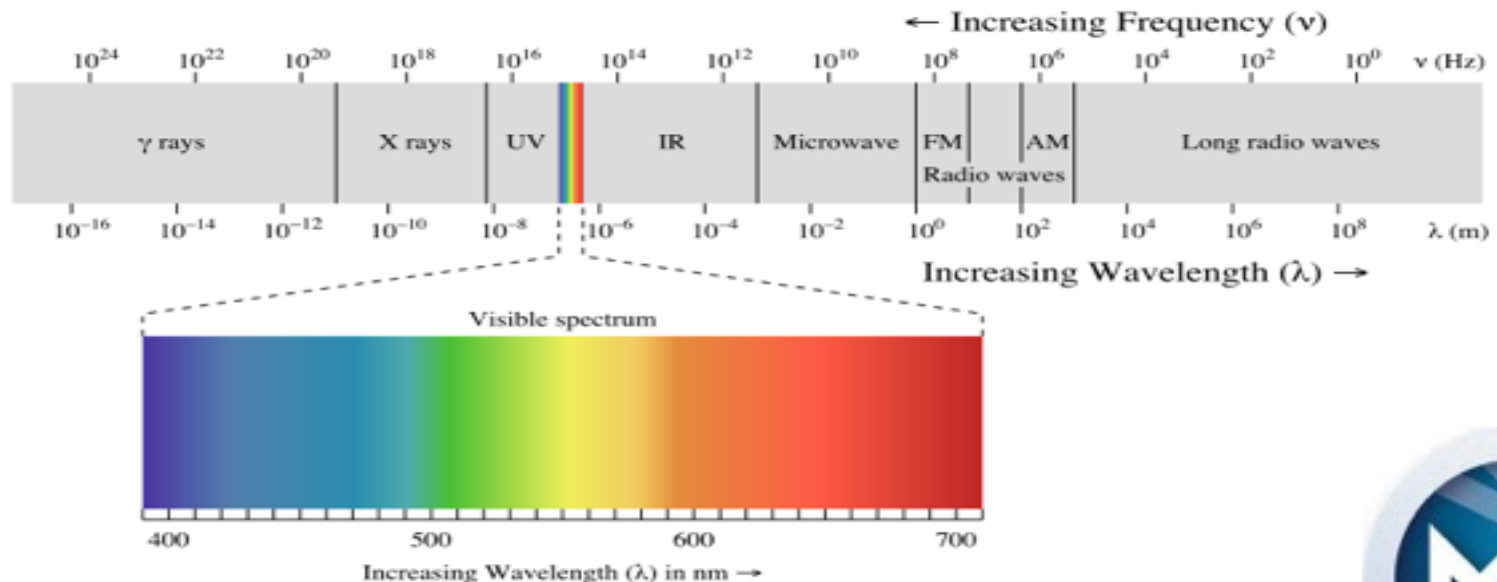 ← Increasing Frequency (ν)
10²⁴ 10²² 10²⁰ 10¹⁸ 10¹⁶ 10¹⁴ 10¹² 10¹⁰ 10⁸ 10⁶ 10⁴ 10² 10⁰ ν (Hz)
γ rays X rays UV IR Microwave FM AM Long radio waves
Radio waves
10⁻¹⁶ 10⁻¹⁴ 10⁻¹² 10⁻¹⁰ 10⁻⁸ 10⁻⁶ 10⁻⁴ 10⁻² 10⁰ 10² 10⁴ 10⁶ 10⁸ λ (m)
Increasing Wavelength (λ) →
Visible spectrum
400 500 600 700
Increasing Wavelength (λ) in nm →